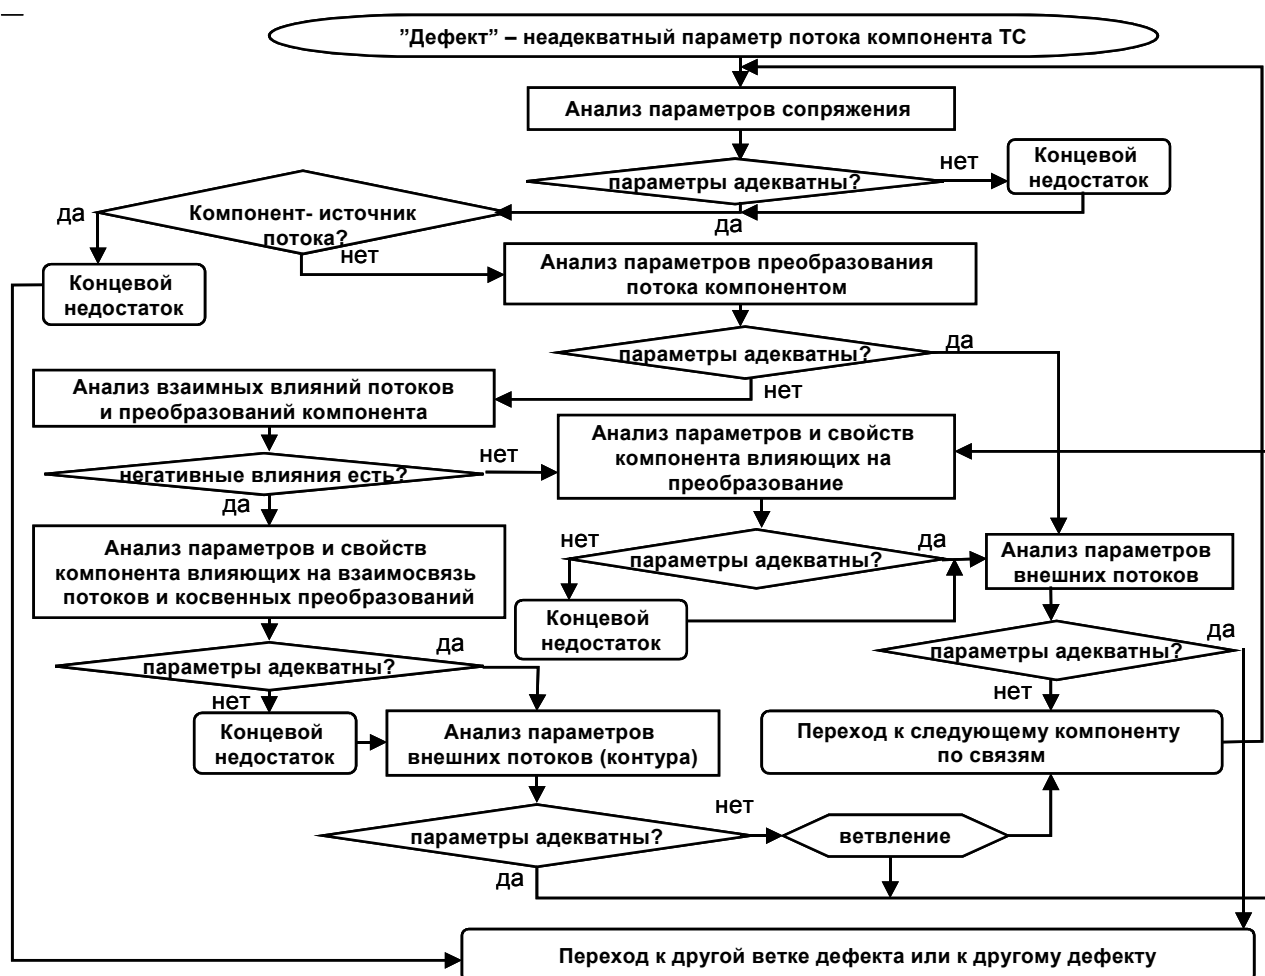 ”Дефект” – неадекватный параметр потока компонента ТС
Анализ параметров сопряжения
параметры адекватны?
нет
Концевой
недостаток
да
Компонент- источник
потока?
да
нет
Концевой
недостаток
Анализ параметров преобразования
потока компонентом
параметры адекватны?
да
нет
Анализ взаимных влияний потоков
и преобразований компонента
негативные влияния есть?
нет
да
Анализ параметров и свойств
компонента влияющих на
преобразование
параметры адекватны?
нет
да
Концевой
недостаток
Анализ параметров
внешних потоков
параметры адекватны?
да
нет
Анализ параметров и свойств
компонента влияющих на взаимосвязь
потоков и косвенных преобразований
параметры адекватны?
да
нет
Концевой
недостаток
Анализ параметров
внешних потоков (контура)
Переход к следующему компоненту
по связям
параметры адекватны?
нет
да
ветвление
Переход к другой ветке дефекта или к другому дефекту